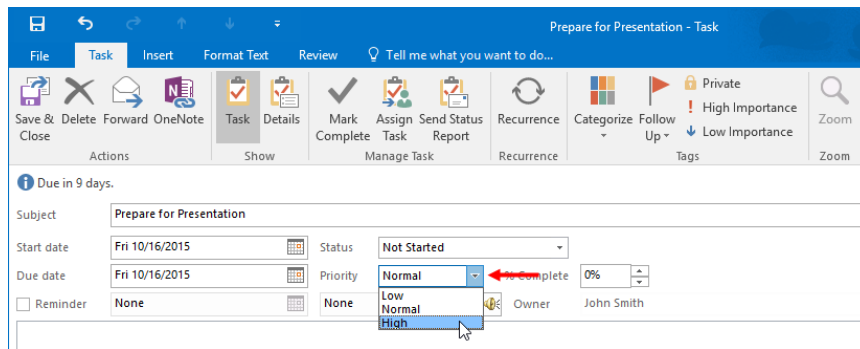 Prepare for Presentation - Task
File Task Insert Format Text Review Tell me what you want to do...
Save & Close Delete Forward OneNote Task Details Mark Complete Assign Task Send Status Report Recurrence Categorize Follow Up Private Zoom
High Importance
Low Importance
Actions Show Manage Task Recurrence Tags Zoom
Due in 9 days.
Subject Prepare for Presentation
Start date Fri 10/16/2015 Status Not Started
Due date Fri 10/16/2015 Priority Normal % Complete 0%
Reminder None None Owner John Smith
Low
Normal
High